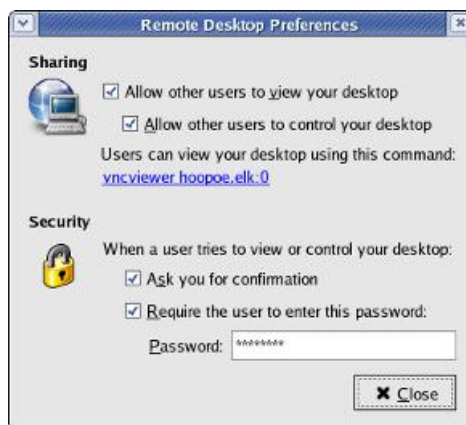 Remote Desktop Preferences
Sharing
Allow other users to view your desktop
Allow other users to control your desktop
Users can view your desktop using this command:
vncviewer hoopoe.elk:0
Security
When a user tries to view or control your desktop:
Ask you for confirmation
Require the user to enter this password:
Password: ********
Close